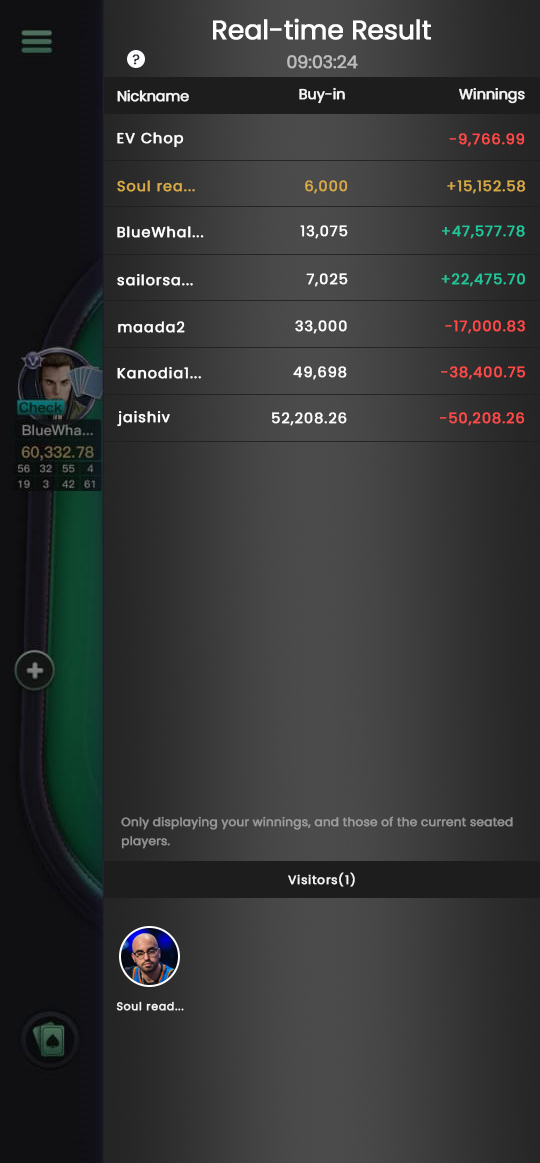 Real-time Result
?
09:03:24
Nickname Buy-in Winnings
EV Chop -9,766.99
Soul rea... 6,000 +15,152.58
BlueWhal... 13,075 +47,577.78
sailorsa... 7,025 +22,475.70
maada2 33,000 -17,000.83
Kanodia1... 49,698 -38,400.75
jaishiv 52,208.26 -50,208.26
V
Check
BlueWha...
60,332.78
56 32 55 4
19 3 42 61
Only displaying your winnings, and those of the current seated
players.
Visitors(1)
Soul read...